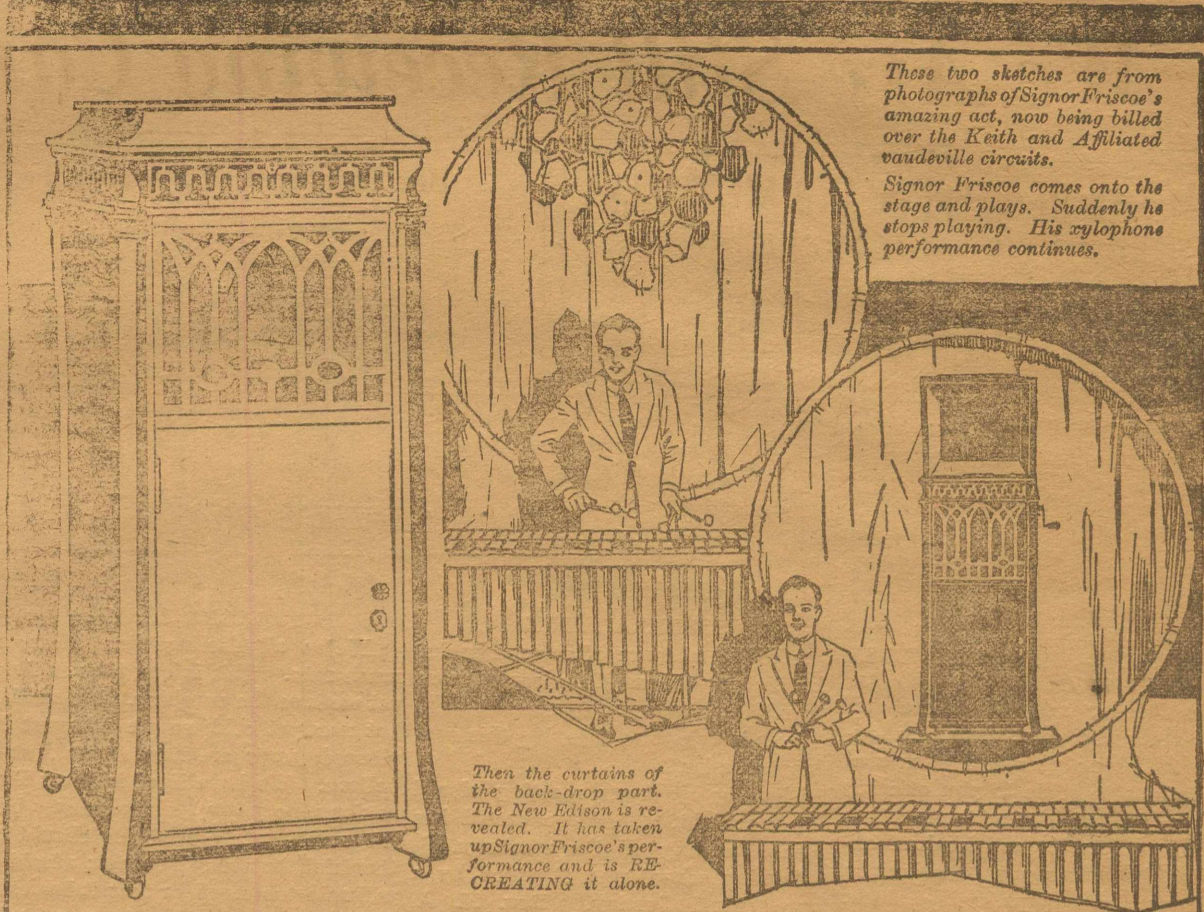 These two sketches are from
photographs of Signor Friscoe's
amazing act, now being billed
over the Keith and Affiliated
vaudeville circuits.
Signor Friscoe comes onto the
stage and plays. Suddenly he
stops playing. His xylophone
performance continues.
Then the curtains of
the back-drop part.
The New Edison is re-
vealed. It has taken
up Signor Friscoe's per-
formance and is RE-
CREATING it alone.